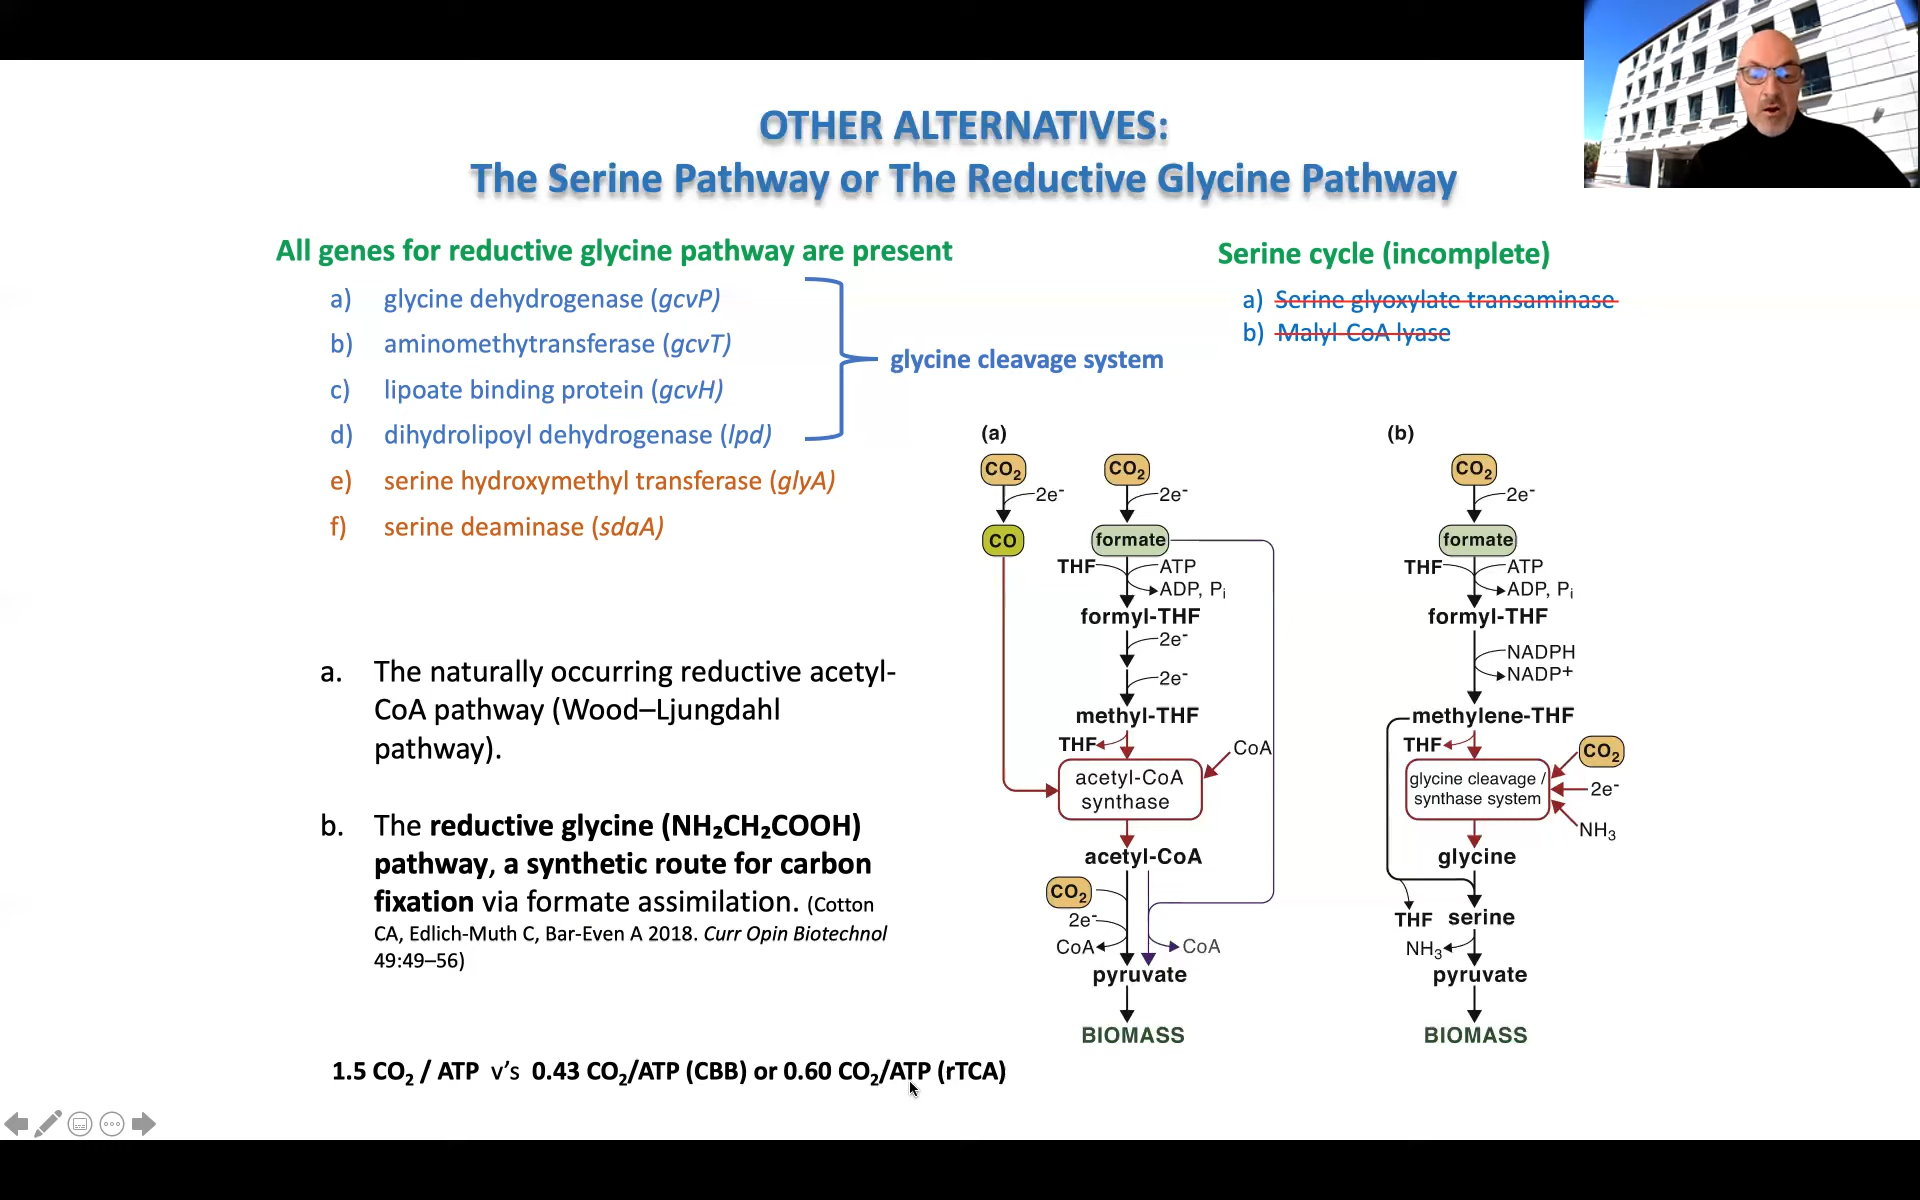 OTHER ALTERNATIVES:
The Serine Pathway or The Reductive Glycine Pathway
All genes for reductive glycine pathway are present
a) glycine dehydrogenase (gcvP)
b) aminomethytransferase (gcvT)
c) lipoate binding protein (gcvH)
d) dihydrolipoyl dehydrogenase (lpd)
e) serine hydroxymethyl transferase (glyA)
f) serine deaminase (sdaA)
glycine cleavage system
Serine cycle (incomplete)
a) Serine glyoxylate transaminase
b) Malyl-CoA lyase
a. The naturally occurring reductive acetyl-
CoA pathway (Wood–Ljungdahl
pathway).
b. The reductive glycine (NH₂CH₂COOH)
pathway, a synthetic route for carbon
fixation via formate assimilation. (Cotton
CA, Edlich-Muth C, Bar-Even A 2018. Curr Opin Biotechnol
49:49–56)
1.5 CO₂ / ATP v's 0.43 CO₂/ATP (CBB) or 0.60 CO₂/ATP (rTCA)
(a)
CO₂ CO₂
2e⁻ 2e⁻
CO formate
THF ATP
ADP, Pᵢ
formyl-THF
2e⁻
2e⁻
methyl-THF
THF CoA
acetyl-CoA
synthase
acetyl-CoA
CO₂
2e⁻
CoA CoA
pyruvate
BIOMASS
(b)
CO₂
2e⁻
formate
THF ATP
ADP, Pᵢ
formyl-THF
NADPH
NADP⁺
methylene-THF
THF CO₂
glycine cleavage /
synthase system
2e⁻
NH₃
glycine
THF serine
NH₃
pyruvate
BIOMASS